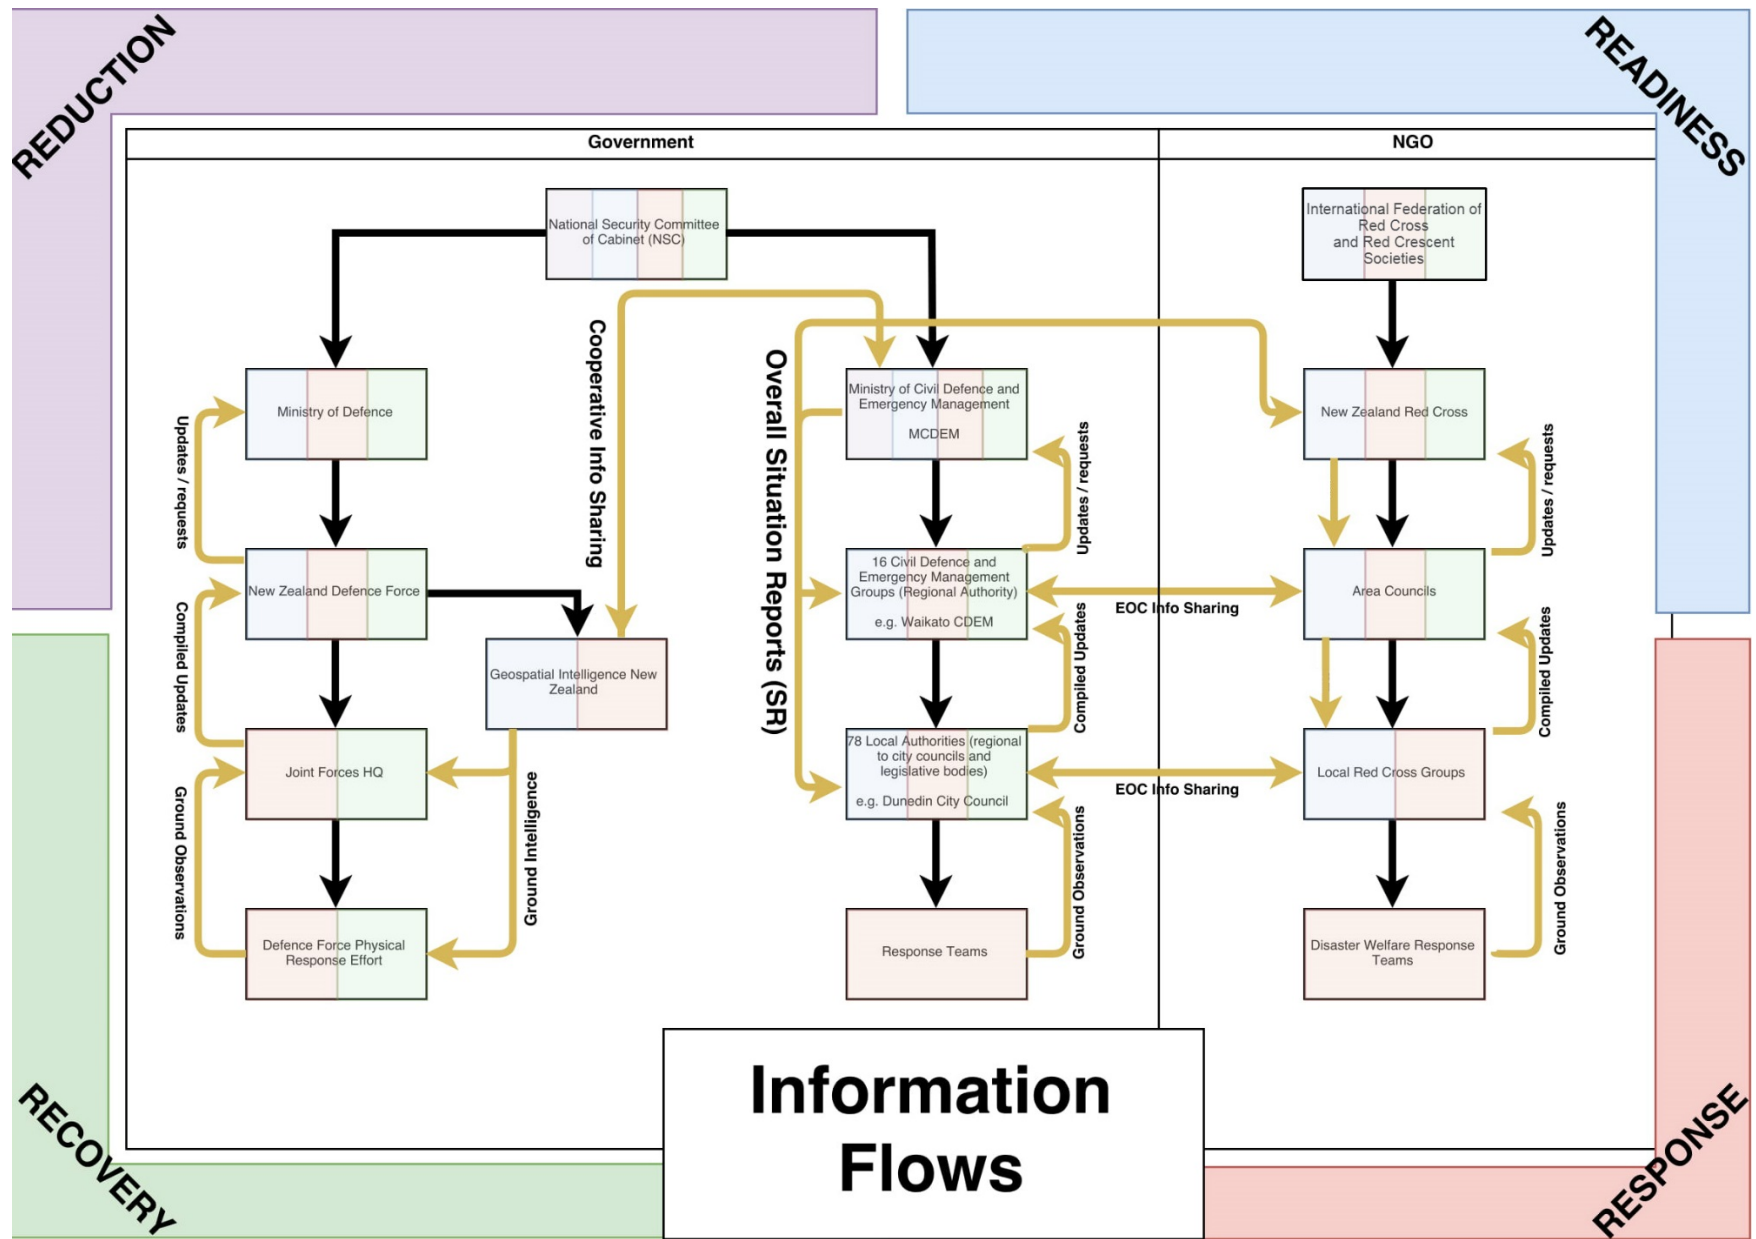 REDUCTION
READINESS
Government
NGO
National Security Committee
of Cabinet (NSC)
International Federation of
Red Cross
and Red Crescent
Societies
Cooperative Info Sharing
Overall Situation Reports (SR)
Ministry of Defence
Ministry of Civil Defence and
Emergency Management
MCDEM
New Zealand Red Cross
Updates / requests
Updates / requests
Updates / requests
New Zealand Defence Force
16 Civil Defence and
Emergency Management
Groups (Regional Authority)
e.g. Waikato CDEM
EOC Info Sharing
Area Councils
Geospatial Intelligence New
Zealand
Compiled Updates
Compiled Updates
Compiled Updates
Joint Forces HQ
78 Local Authorities (regional
to city councils and
legislative bodies)
e.g. Dunedin City Council
EOC Info Sharing
Local Red Cross Groups
Ground Observations
Ground Intelligence
Ground Observations
Ground Observations
Defence Force Physical
Response Effort
Response Teams
Disaster Welfare Response
Teams
Information
Flows
RECOVERY
RESPONSE